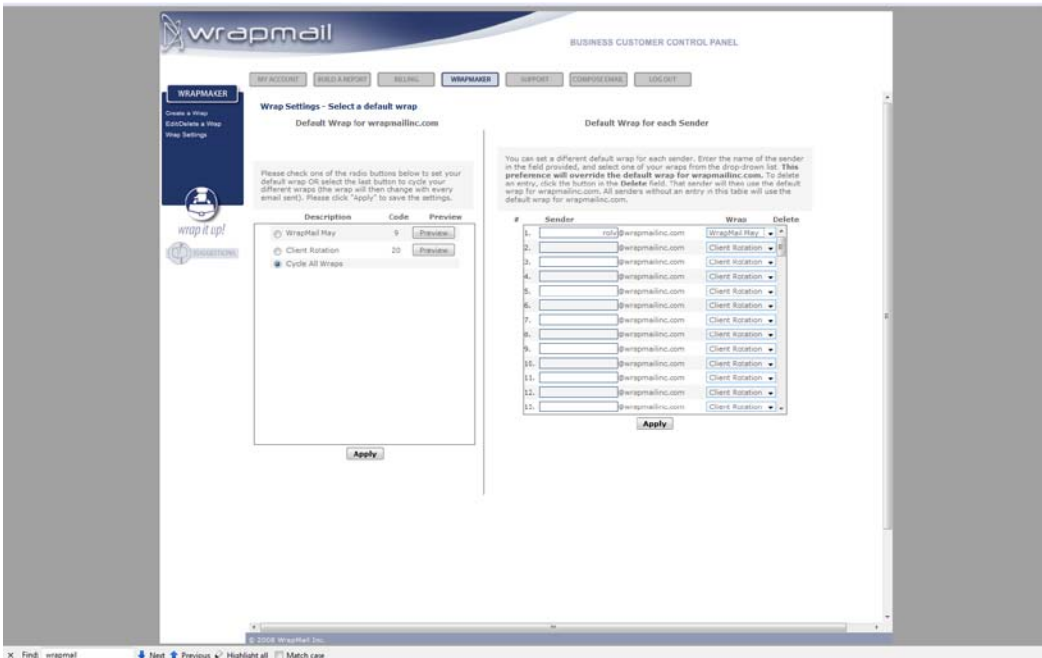 wrapmail
BUSINESS CUSTOMER CONTROL PANEL
MY ACCOUNT BUILD A REPORT BILLING WRAPMAKER SUPPORT COMPOSE EMAIL LOG OUT
WRAPMAKER
Create a Wrap
Edit/Delete a Wrap
Wrap Settings
wrap it up!
SUGGESTIONS
Wrap Settings - Select a default wrap
Default Wrap for wrapmailinc.com
Please check one of the radio buttons below to set your
default wrap OR select the last button to cycle your
different wraps (the wrap will then change with every
email sent). Please click "Apply" to save the settings.
Description Code Preview
WrapMail May 9 Preview
Client Rotation 20 Preview
Cycle All Wraps
Apply
Default Wrap for each Sender
You can set a different default wrap for each sender. Enter the name of the sender
in the field provided, and select one of your wraps from the drop-drown list. This
preference will override the default wrap for wrapmailinc.com. To delete
an entry, click the button in the Delete field. That sender will then use the default
wrap for wrapmailinc.com. All senders without an entry in this table will use the
default wrap for wrapmailinc.com.
# Sender Wrap Delete
1. rolv@wrapmailinc.com WrapMail May
2. @wrapmailinc.com Client Rotation
3. @wrapmailinc.com Client Rotation
4. @wrapmailinc.com Client Rotation
5. @wrapmailinc.com Client Rotation
6. @wrapmailinc.com Client Rotation
7. @wrapmailinc.com Client Rotation
8. @wrapmailinc.com Client Rotation
9. @wrapmailinc.com Client Rotation
10. @wrapmailinc.com Client Rotation
11. @wrapmailinc.com Client Rotation
12. @wrapmailinc.com Client Rotation
13. @wrapmailinc.com Client Rotation
Apply
© 2008 WrapMail Inc.
Find: wrapmail Next Previous Highlight all Match case